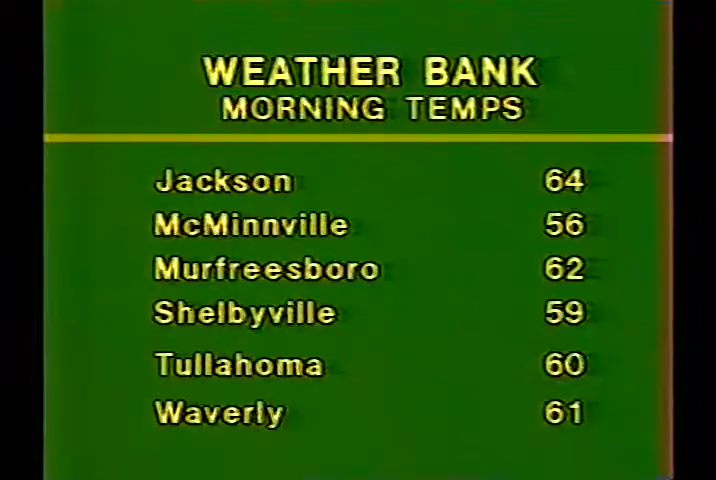 WEATHER BANK
MORNING TEMPS
Jackson 64
McMinnville 56
Murfreesboro 62
Shelbyville 59
Tullahoma 60
Waverly 61